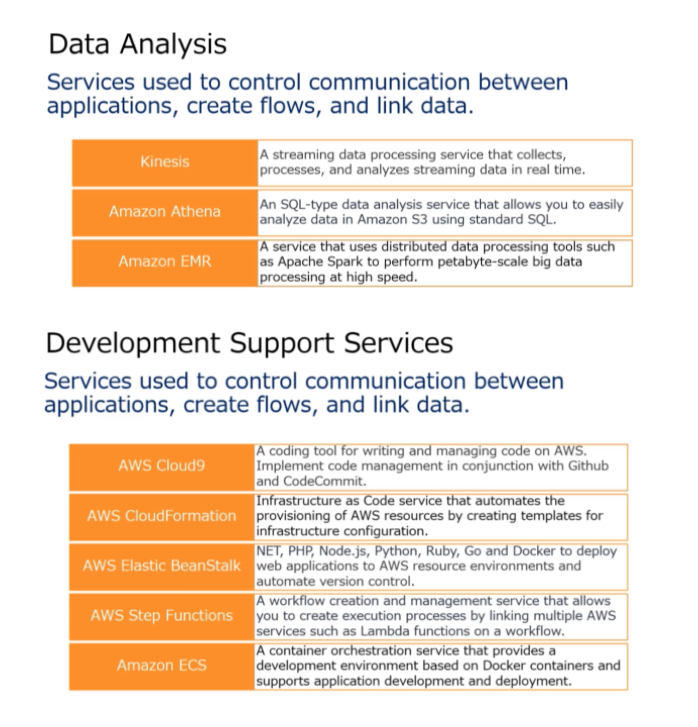 Data Analysis
Services used to control communication between
applications, create flows, and link data.
Kinesis
A streaming data processing service that collects,
processes, and analyzes streaming data in real time.
Amazon Athena
An SQL-type data analysis service that allows you to easily
analyze data in Amazon S3 using standard SQL.
Amazon EMR
A service that uses distributed data processing tools such
as Apache Spark to perform petabyte-scale big data
processing at high speed.
Development Support Services
Services used to control communication between
applications, create flows, and link data.
AWS Cloud9
A coding tool for writing and managing code on AWS.
Implement code management in conjunction with Github
and CodeCommit.
AWS CloudFormation
Infrastructure as Code service that automates the
provisioning of AWS resources by creating templates for
infrastructure configuration.
AWS Elastic BeanStalk
NET, PHP, Node.js, Python, Ruby, Go and Docker to deploy
web applications to AWS resource environments and
automate version control.
AWS Step Functions
A workflow creation and management service that allows
you to create execution processes by linking multiple AWS
services such as Lambda functions on a workflow.
Amazon ECS
A container orchestration service that provides a
development environment based on Docker containers and
supports application development and deployment.